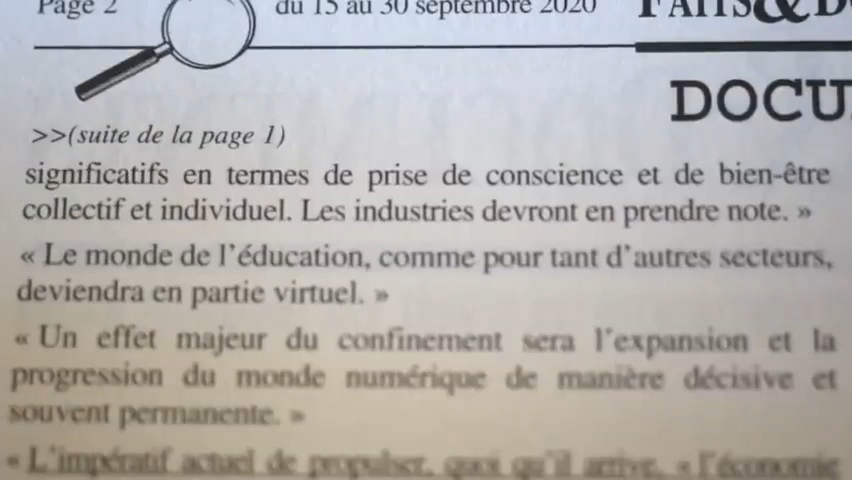 Page 2
du 15 au 30 septembre 2020
FAITS&D
DOCU
>>(suite de la page 1)
significatifs en termes de prise de conscience et de bien-être
collectif et individuel. Les industries devront en prendre note. »
« Le monde de l'éducation, comme pour tant d'autres secteurs,
deviendra en partie virtuel. »
« Un effet majeur du confinement sera l'expansion et la
progression du monde numérique de manière décisive et
souvent permanente. »
« L'impératif actuel de propulser, quoi qu'il arrive, « l'économie